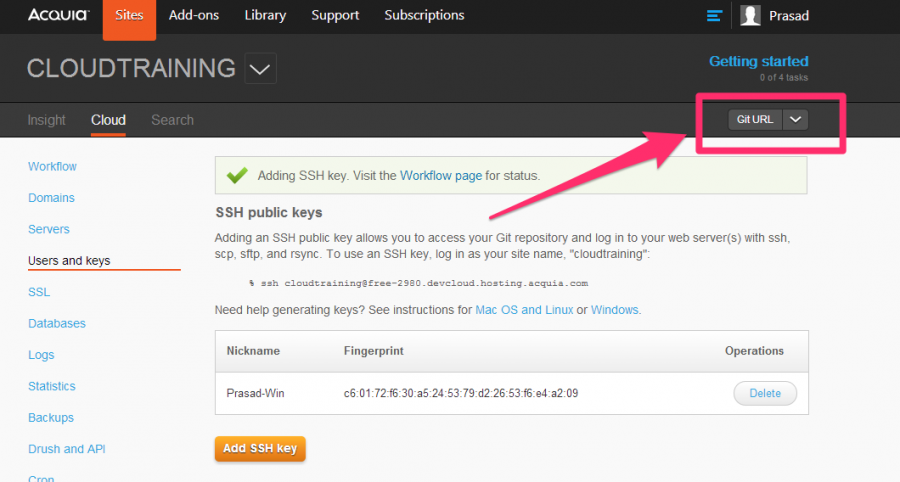 ACQUIA Sites Add-ons Library Support Subscriptions Prasad
CLOUDTRAINING
Getting started
0 of 4 tasks
Insight Cloud Search Git URL
Workflow
Domains
Servers
Users and keys
SSL
Databases
Logs
Statistics
Backups
Drush and API
Cron
Adding SSH key. Visit the Workflow page for status.
SSH public keys
Adding an SSH public key allows you to access your Git repository and log in to your web server(s) with ssh,
scp, sftp, and rsync. To use an SSH key, log in as your site name, "cloudtraining":
% ssh cloudtraining@free-2980.devcloud.hosting.acquia.com
Need help generating keys? See instructions for Mac OS and Linux or Windows.
Nickname Fingerprint Operations
Prasad-Win c6:01:72:f6:30:a5:24:53:79:d2:26:53:f6:e4:a2:09 Delete
Add SSH key